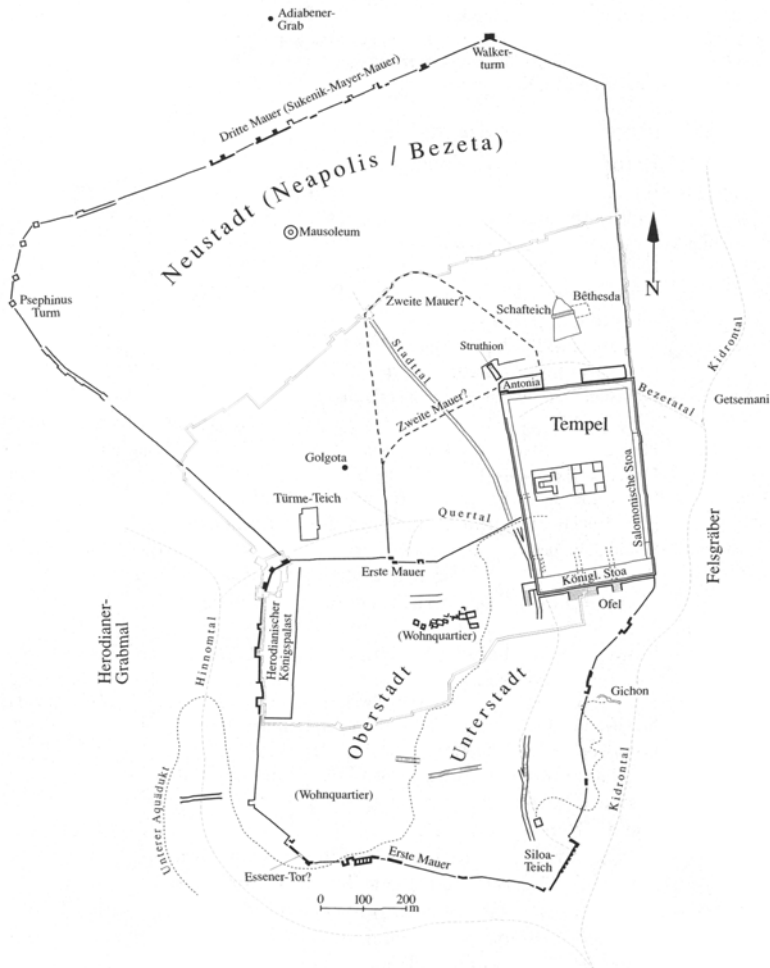 Adiabener-
Grab
Walker-
turm
Dritte Mauer (Sukenik-Mayer-Mauer)
Neustadt (Neapolis / Bezeta)
Mausoleum
Psephinus
Turm
Zweite Mauer?
Bêthesda
Schafteich
N
Kidrontal
Stadttal
Struthion
Antonia
Zweite Mauer?
Bezetatal
Getsemani
Tempel
Golgota
Türme-Teich
Quertal
Salomonische Stoa
Erste Mauer
Königl. Stoa
Felsgräber
Ofel
Herodianer-
Grabmal
Hinnomtal
Herodianischer
Königspalast
(Wohnquartier)
Oberstadt
Unterstadt
Gichon
Kidrontal
Unterer Aquädukt
(Wohnquartier)
Siloa-
Teich
Erste Mauer
Essener-Tor?
0 100 200
m